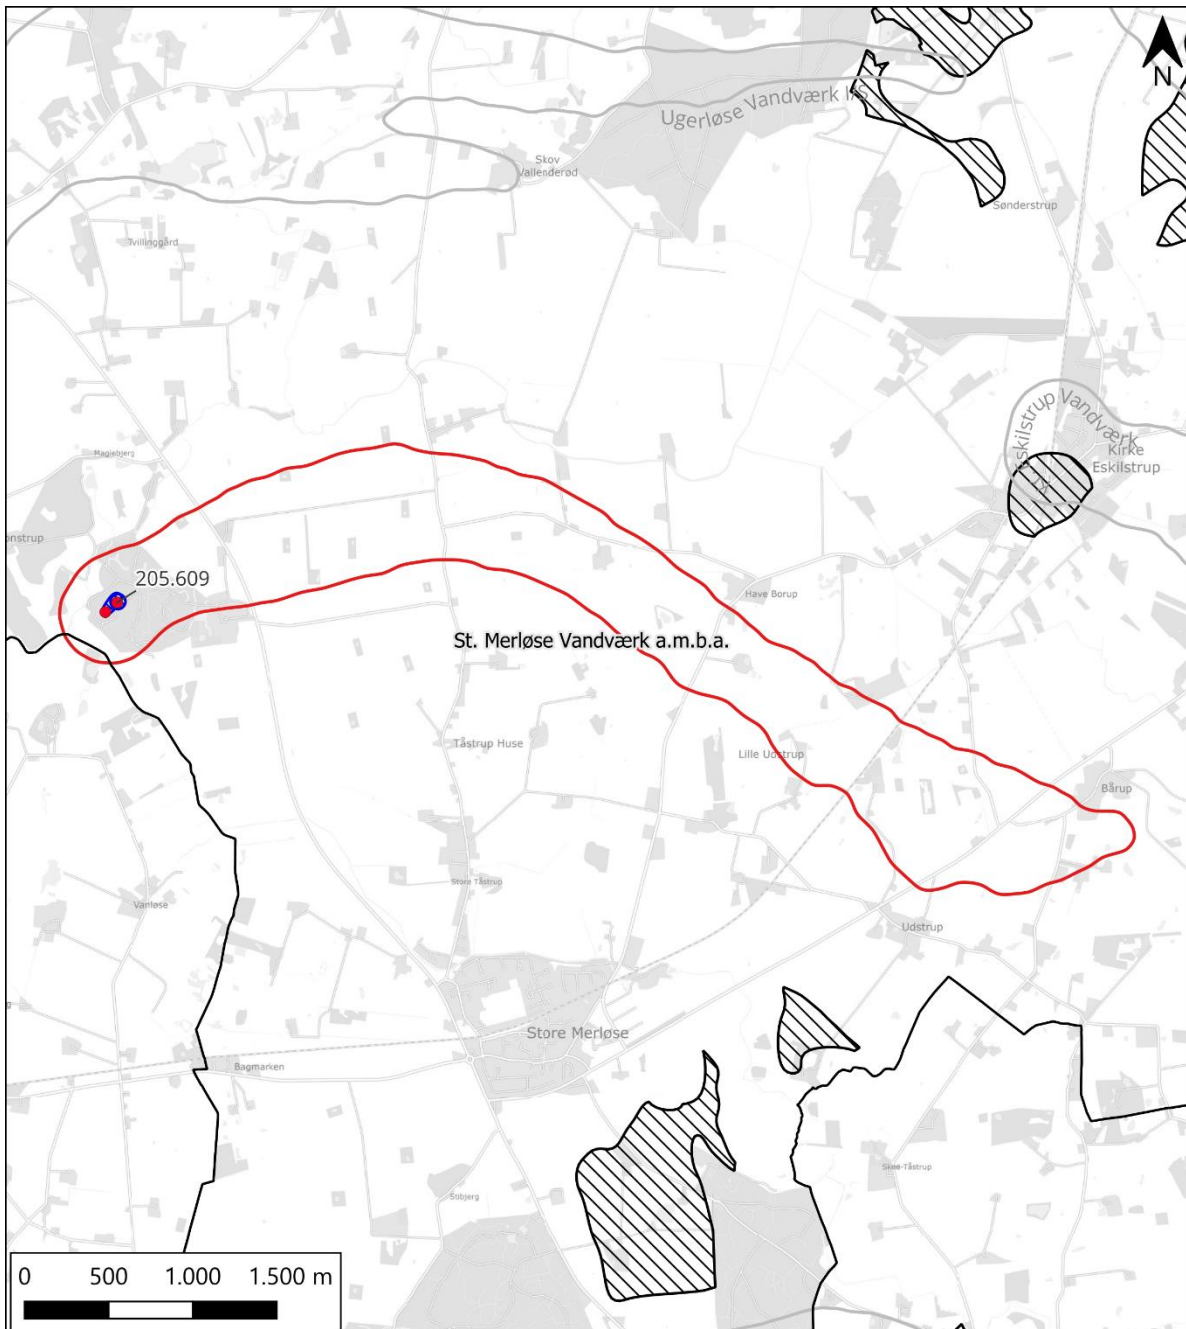 N
Ugerløse Vandværk I/S
Skov
Vallenderød
Sønderstrup
Tvillinggård
Kr. Eskilstrup Vandværk
Kirke
Eskilstrup
Maglebjerg
onstrup
205.609
Have Borup
St. Merløse Vandværk a.m.b.a.
Tåstrup Huse
Lille Udstrup
Bårup
Store Tåstrup
Vanløse
Udstrup
Store Merløse
Bagmarken
Skee-Tåstrup
Stibjerg
0 500 1.000 1.500 m